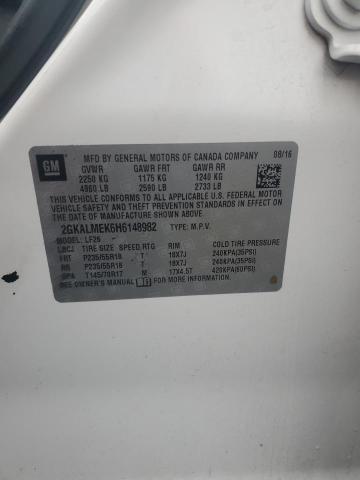 GM
MFD BY GENERAL MOTORS OF CANADA COMPANY 08/16
GVWR GAWR FRT GAWR RR
2250 KG 1175 KG 1240 KG
4960 LB 2590 LB 2733 LB
THIS VEHICLE CONFORMS TO ALL APPLICABLE U.S. FEDERAL MOTOR
VEHICLE SAFETY AND THEFT PREVENTION STANDARDS IN EFFECT ON
THE DATE OF MANUFACTURE SHOWN ABOVE.
2GKALMEK6H6148982 TYPE: M.P.V.
MODEL: LF26
LBCJ TIRE SIZE SPEED RTG RIM COLD TIRE PRESSURE
FRT P235/55R18 T 18X7J 240KPA(35PSI)
RR P235/55R18 T 18X7J 240KPA(35PSI)
SPA T145/70R17 M 17X4.5T 420KPA(60PSI)
SEE OWNER'S MANUAL FOR MORE INFORMATION.